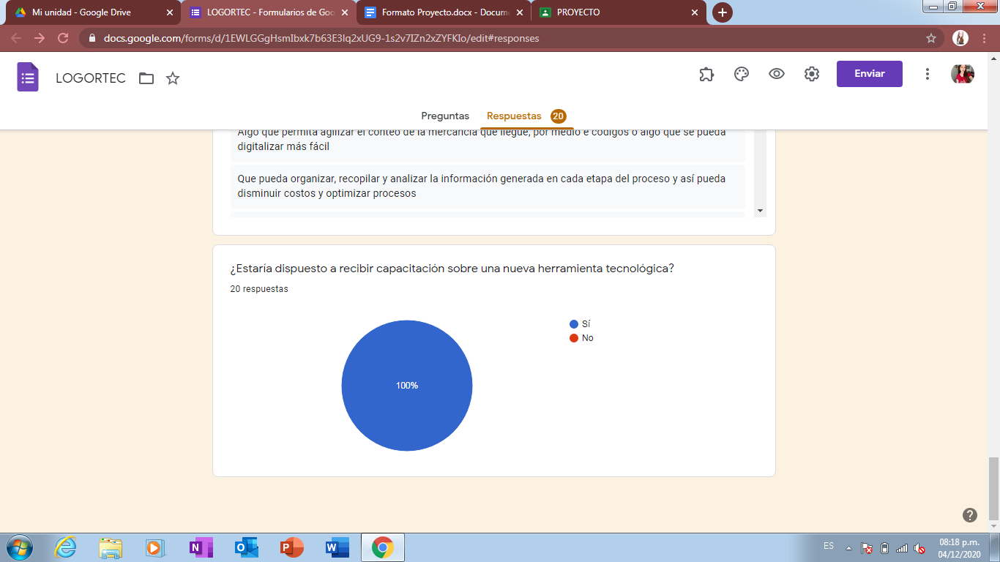 Mi unidad - Google Drive
LOGORTEC - Formularios de Goo
Formato Proyecto.docx - Docume
PROYECTO
docs.google.com/forms/d/1EWLGGgHsmIbxk7b63E3lq2xUG9-1s2v7IZn2xZYFKIo/edit#responses
LOGORTEC
Enviar
Preguntas
Respuestas 20
Algo que permita agilizar el conteo de la mercancía que llegue, por medio e códigos o algo que se pueda
digitalizar más fácil
Que pueda organizar, recopilar y analizar la información generada en cada etapa del proceso y así pueda
disminuir costos y optimizar procesos
¿Estaría dispuesto a recibir capacitación sobre una nueva herramienta tecnológica?
20 respuestas
100%
Sí
No
ES
08:18 p.m.
04/12/2020